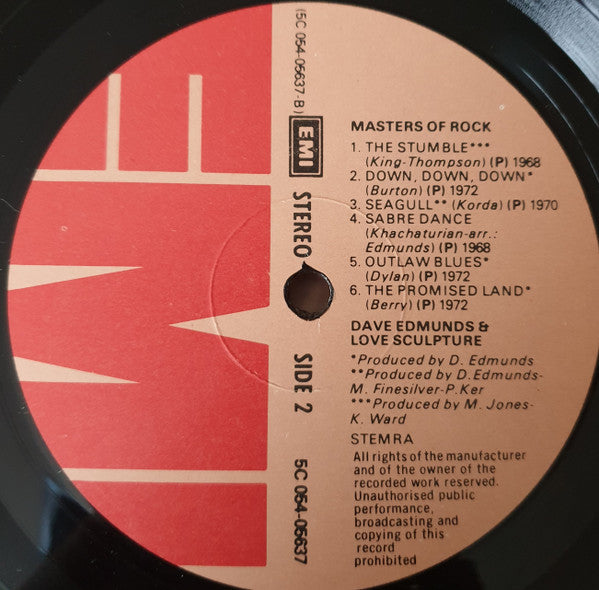 (5C 054-05637-B)
EMI
STEREO
SIDE 2
5C 054-05637
EMI
MASTERS OF ROCK
1. THE STUMBLE***
(King-Thompson) (P) 1968
2. DOWN, DOWN, DOWN*
(Burton) (P) 1972
3. SEAGULL** (Korda) (P) 1970
4. SABRE DANCE
(Khachaturian-arr.:
Edmunds) (P) 1968
5. OUTLAW BLUES*
(Dylan) (P) 1972
6. THE PROMISED LAND*
(Berry) (P) 1972
DAVE EDMUNDS &
LOVE SCULPTURE
*Produced by D. Edmunds
**Produced by D.Edmunds-
M. Finesilver-P.Ker
***Produced by M. Jones-
K. Ward
STEMRA
All rights of the manufacturer
and of the owner of the
recorded work reserved.
Unauthorised public
performance,
broadcasting and
copying of this
record
prohibited